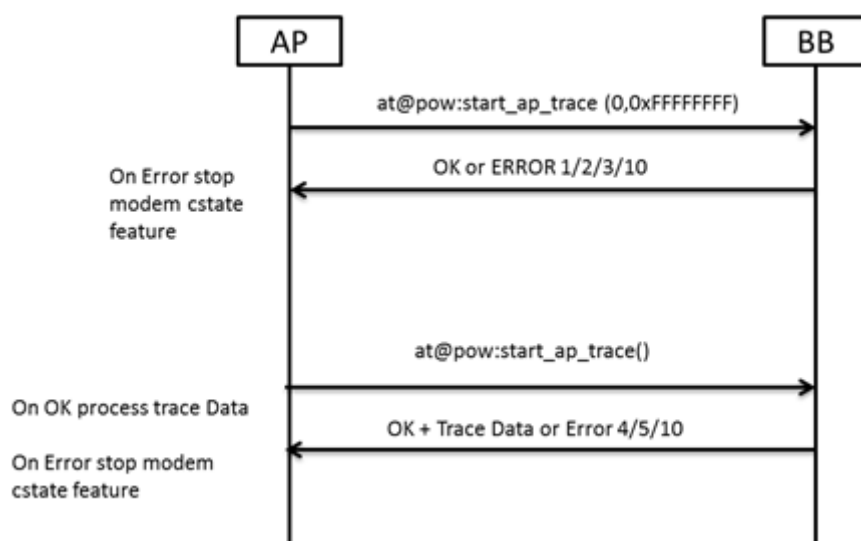 AP
BB
at@pow:start_ap_trace (0,0xFFFFFFFF)
OK or ERROR 1/2/3/10
On Error stop
modem cstate
feature
at@pow:start_ap_trace()
On OK process trace Data
OK + Trace Data or Error 4/5/10
On Error stop modem
cstate feature